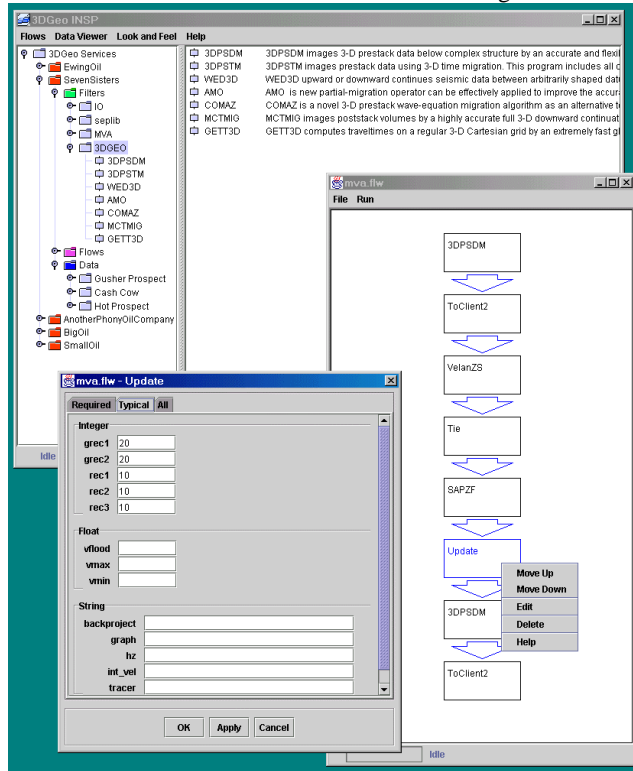 3DGeo INSP
Flows Data Viewer Look and Feel Help
3DGeo Services
EwingOil
SevenSisters
Filters
IO
seplib
MVA
3DGEO
3DPSDM
3DPSTM
WED3D
AMO
COMAZ
MCTMIG
GETT3D
Flows
Data
Gusher Prospect
Cash Cow
Hot Prospect
AnotherPhonyOilCompany
BigOil
SmallOil
Idle
3DPSDM 3DPSDM images 3-D prestack data below complex structure by an accurate and flexi
3DPSTM 3DPSTM images prestack data using 3-D time migration. This program includes all c
WED3D WED3D upward or downward continues seismic data between arbitrarily shaped dat
AMO AMO is new partial-migration operator can be effectively applied to improve the accur
COMAZ COMAZ is a novel 3-D prestack wave-equation migration algorithm as an alternative t
MCTMIG MCTMIG images poststack volumes by a highly accurate full 3-D downward continuat
GETT3D GETT3D computes traveltimes on a regular 3-D Cartesian grid by an extremely fast g
mva.flw
File Run
3DPSDM
ToClient2
VelanZS
Tie
SAPZF
Update
3DPSDM
ToClient2
Move Up
Move Down
Edit
Delete
Help
Idle
mva.flw - Update
Required Typical All
Integer
grec1 20
grec2 20
rec1 10
rec2 10
rec3 10
Float
vflood
vmax
vmin
String
backproject
graph
hz
int_vel
tracer
OK Apply Cancel